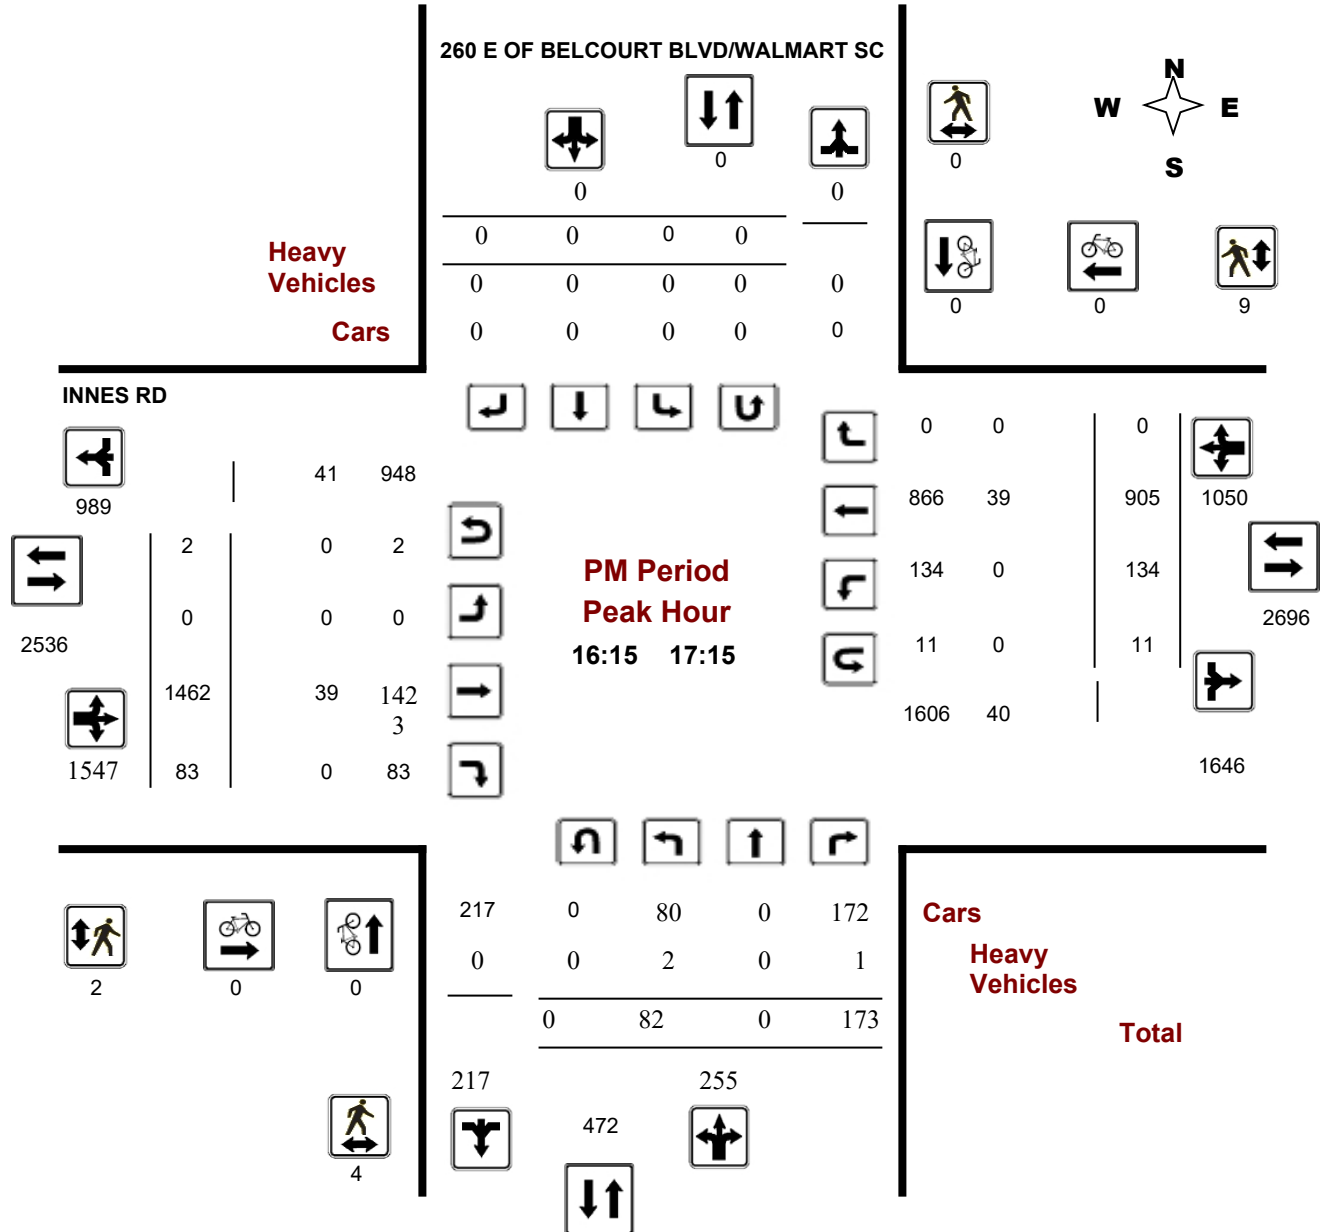 260 E OF BELCOURT BLVD/WALMART SC
N
W E
S
0
0
0 0
0 0 0 0
Heavy
Vehicles
0 0 0 0 0
Cars
0 0 0 0 0
0 0 9
INNES RD
989
41 948
2 0 2
0 0 0
2536
1462 39 142
3
1547 83 0 83
PM Period
Peak Hour
16:15 17:15
0 0 0
866 39 905 1050
134 0 134
2696
11 0 11
1606 40
1646
217 0 80 0 172
0 0 2 0 1
0 82 0 173
217 255
472
Cars
Heavy
Vehicles
Total
2 0 0
4